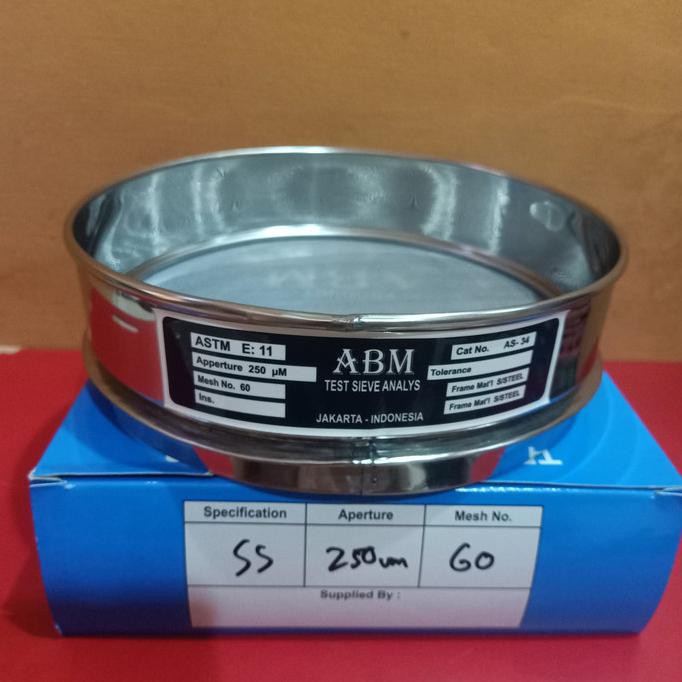 ASTM E: 11
Apperture 250 µM
Mesh No. 60
Ins.
ABM
TEST SIEVE ANALYS
JAKARTA - INDONESIA
Cat No. AS- 34
Tolerance
Frame Mat'l S/STEEL
Frame Mat'l S/STEEL
Specification Aperture Mesh No.
SS 250um 60
Supplied By :